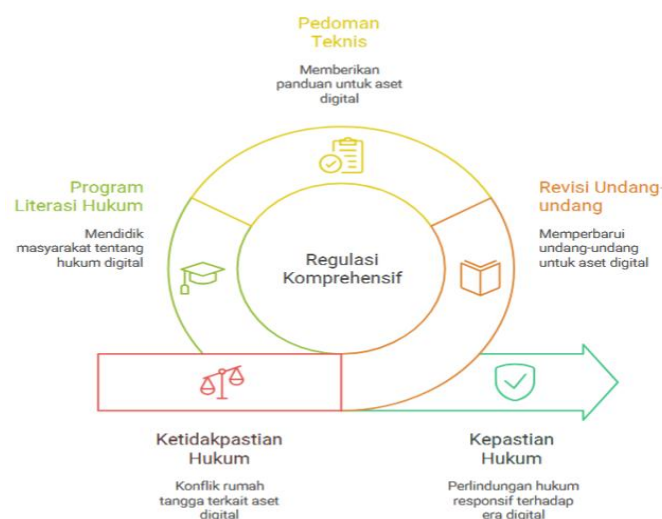 Pedoman
Teknis
Memberikan
panduan untuk aset
digital
Program
Literasi Hukum
Mendidik
masyarakat tentang
hukum digital
Revisi Undang-
undang
Memperbarui
undang-undang
untuk aset digital
Regulasi
Komprehensif
Ketidakpastian
Hukum
Konflik rumah
tangga terkait aset
digital
Kepastian
Hukum
Perlindungan hukum
responsif terhadap
era digital